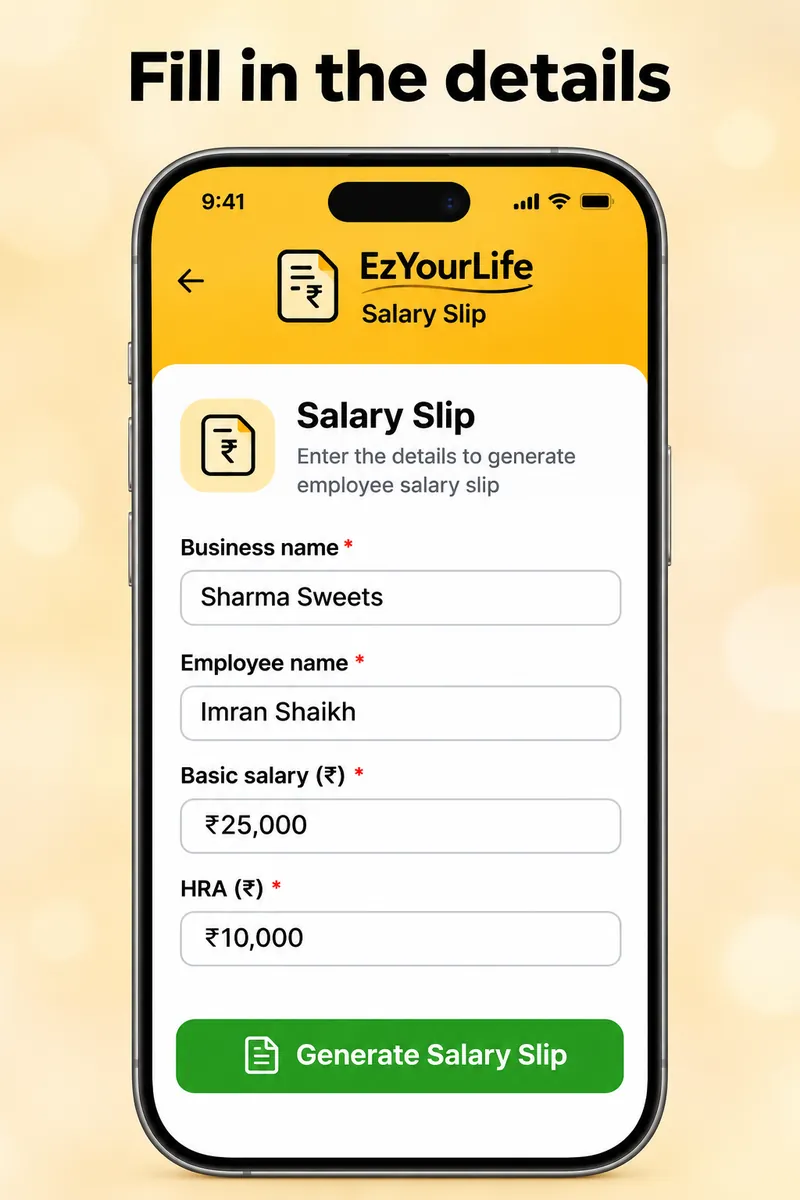 Fill in the details
9:41
EzYourLife
Salary Slip
₹
Salary Slip
₹
Enter the details to generate
employee salary slip
Business name *
Sharma Sweets
Employee name *
Imran Shaikh
Basic salary (₹) *
₹25,000
HRA (₹) *
₹10,000
Generate Salary Slip